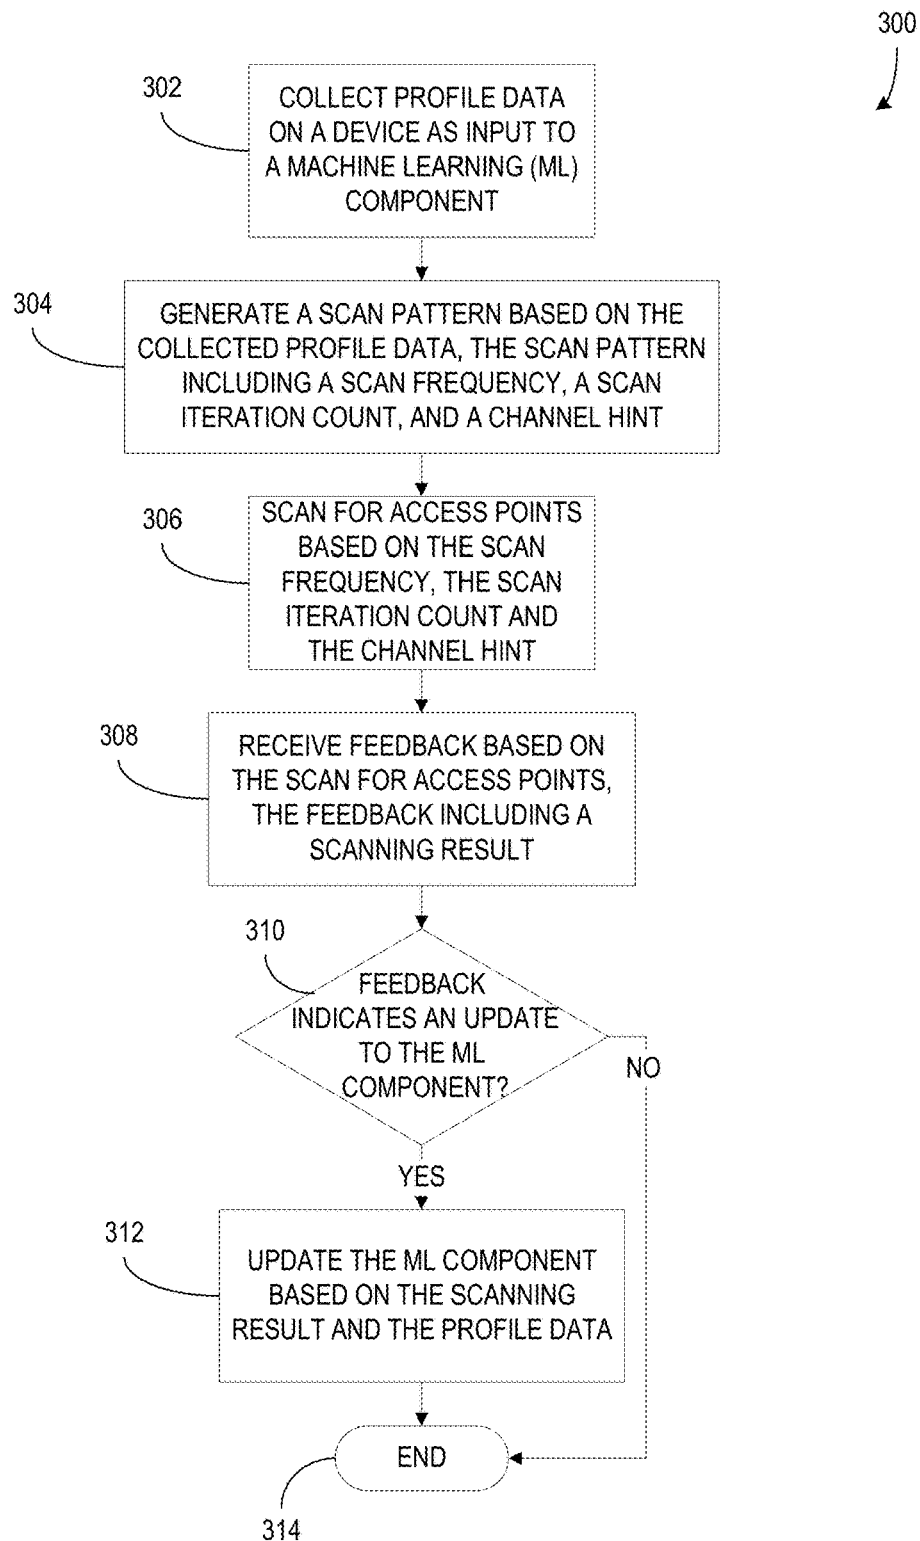 300
302
COLLECT PROFILE DATA
ON A DEVICE AS INPUT TO
A MACHINE LEARNING (ML)
COMPONENT
304
GENERATE A SCAN PATTERN BASED ON THE
COLLECTED PROFILE DATA, THE SCAN PATTERN
INCLUDING A SCAN FREQUENCY, A SCAN
ITERATION COUNT, AND A CHANNEL HINT
306
SCAN FOR ACCESS POINTS
BASED ON THE SCAN
FREQUENCY, THE SCAN
ITERATION COUNT AND
THE CHANNEL HINT
308
RECEIVE FEEDBACK BASED ON
THE SCAN FOR ACCESS POINTS,
THE FEEDBACK INCLUDING A
SCANNING RESULT
310
FEEDBACK
INDICATES AN UPDATE
TO THE ML
COMPONENT?
NO
YES
312
UPDATE THE ML COMPONENT
BASED ON THE SCANNING
RESULT AND THE PROFILE DATA
END
314